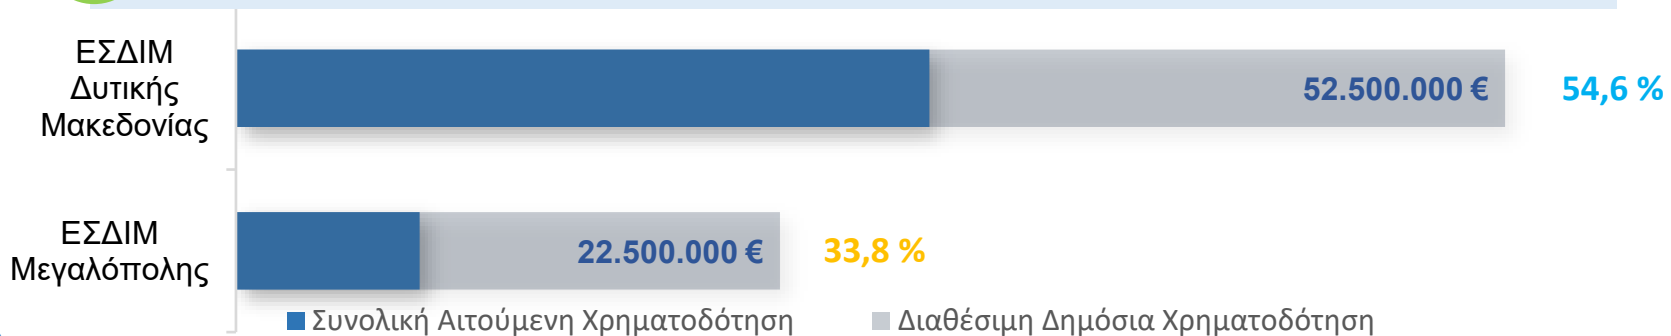 ΕΣΔΙΜ
Δυτικής
Μακεδονίας
52.500.000 €
54,6 %
ΕΣΔΙΜ
Μεγαλόπολης
22.500.000 €
33,8 %
Συνολική Αιτούμενη Χρηματοδότηση
Διαθέσιμη Δημόσια Χρηματοδότηση